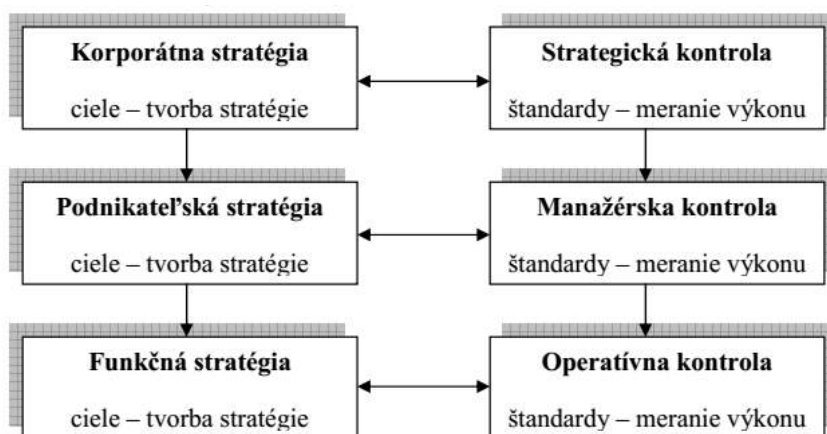 Korporátna stratégia
ciele – tvorba stratégie
Strategická kontrola
štandardy – meranie výkonu
Podnikateľská stratégia
ciele – tvorba stratégie
Manažérska kontrola
štandardy – meranie výkonu
Funkčná stratégia
ciele – tvorba stratégie
Operatívna kontrola
štandardy – meranie výkonu